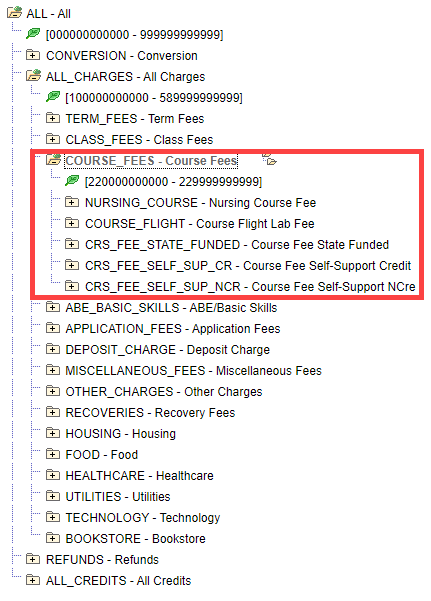 ALL - All
[000000000000 - 999999999999]
CONVERSION - Conversion
ALL_CHARGES - All Charges
[100000000000 - 589999999999]
TERM_FEES - Term Fees
CLASS_FEES - Class Fees
COURSE_FEES - Course Fees
[220000000000 - 229999999999]
NURSING_COURSE - Nursing Course Fee
COURSE_FLIGHT - Course Flight Lab Fee
CRS_FEE_STATE_FUNDED - Course Fee State Funded
CRS_FEE_SELF_SUP_CR - Course Fee Self-Support Credit
CRS_FEE_SELF_SUP_NCR - Course Fee Self-Support NCre
ABE_BASIC_SKILLS - ABE/Basic Skills
APPLICATION_FEES - Application Fees
DEPOSIT_CHARGE - Deposit Charge
MISCELLANEOUS_FEES - Miscellaneous Fees
OTHER_CHARGES - Other Charges
RECOVERIES - Recovery Fees
HOUSING - Housing
FOOD - Food
HEALTHCARE - Healthcare
UTILITIES - Utilities
TECHNOLOGY - Technology
BOOKSTORE - Bookstore
REFUNDS - Refunds
ALL_CREDITS - All Credits